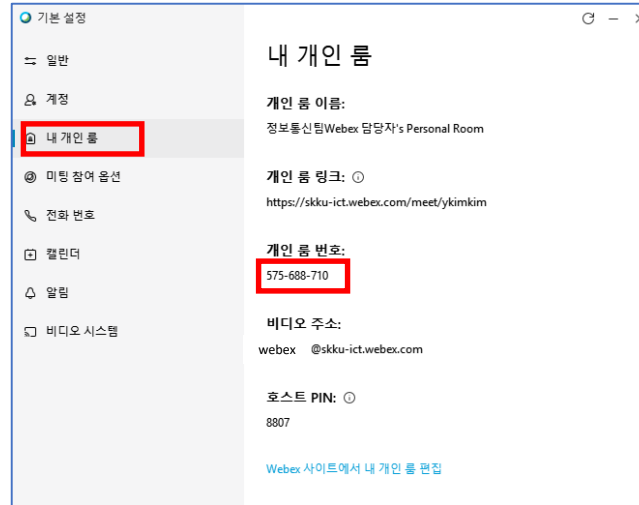 기본 설정
일반
계정
내 개인 룸
미팅 참여 옵션
전화 번호
캘린더
알림
비디오 시스템
내 개인 룸
개인 룸 이름:
정보통신팀Webex 담당자's Personal Room
개인 룸 링크:
https://skku-ict.webex.com/meet/ykimkim
개인 룸 번호:
575-688-710
비디오 주소:
webex @skku-ict.webex.com
호스트 PIN:
8807
Webex 사이트에서 내 개인 룸 편집